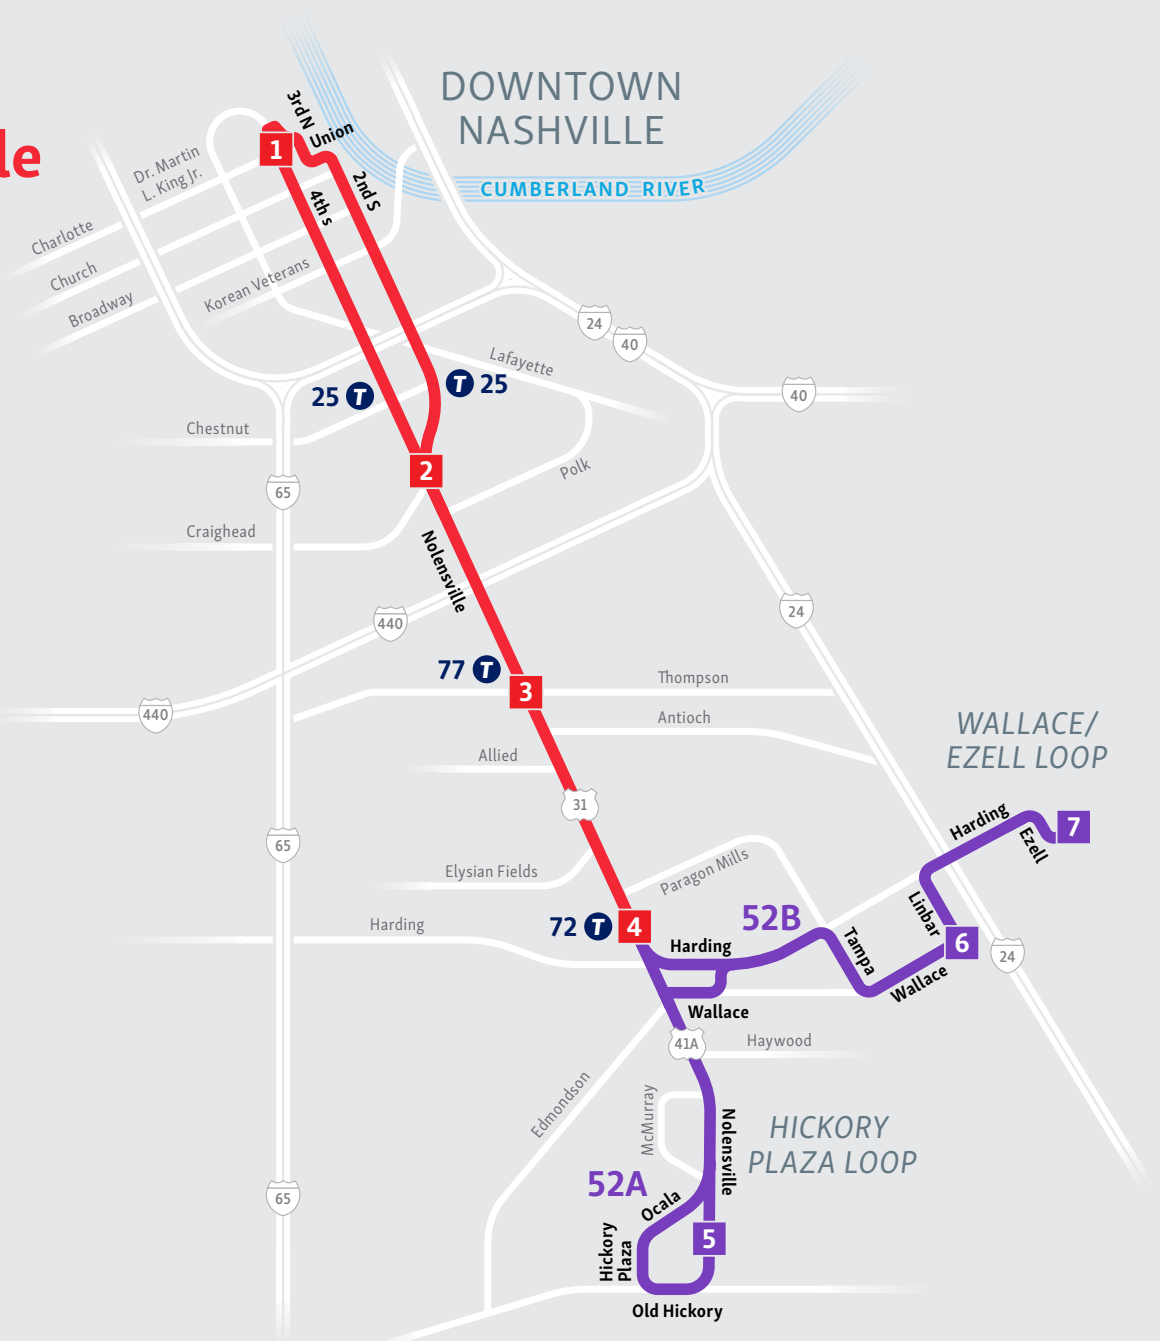 DOWNTOWN
NASHVILLE
CUMBERLAND RIVER
le
3rd N
Union
1
Dr. Martin
L. King Jr.
2nd S
4th s
Charlotte
Church
Broadway
Korean Veterans
24
40
Lafayette
25 T
T 25
40
Chestnut
2
Polk
65
Craighead
Nolensville
440
24
77 T
3
Thompson
440
Antioch
WALLACE/
EZELL LOOP
Allied
31
Harding
7
Ezell
65
Elysian Fields
Paragon Mills
72 T
4
52B
Linbar
Harding
Harding
Tampa
6
24
Wallace
Wallace
41A
Haywood
Edmondson
McMurray
Nolensville
HICKORY
PLAZA LOOP
52A
65
Ocala
Hickory
Plaza
5
Old Hickory